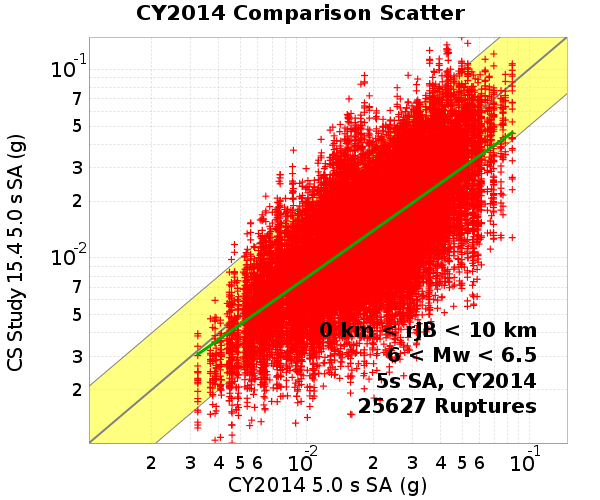 CY2014 Comparison Scatter
CS Study 15.4 5.0 s SA (g)
10-1
7
5
3
2
10-2
7
5
3
2
0 km < rJB < 10 km
6 < Mw < 6.5
5s SA, CY2014
25627 Ruptures
2 3 4 5 6 10-2 2 3 4 5 6 10-1
CY2014 5.0 s SA (g)